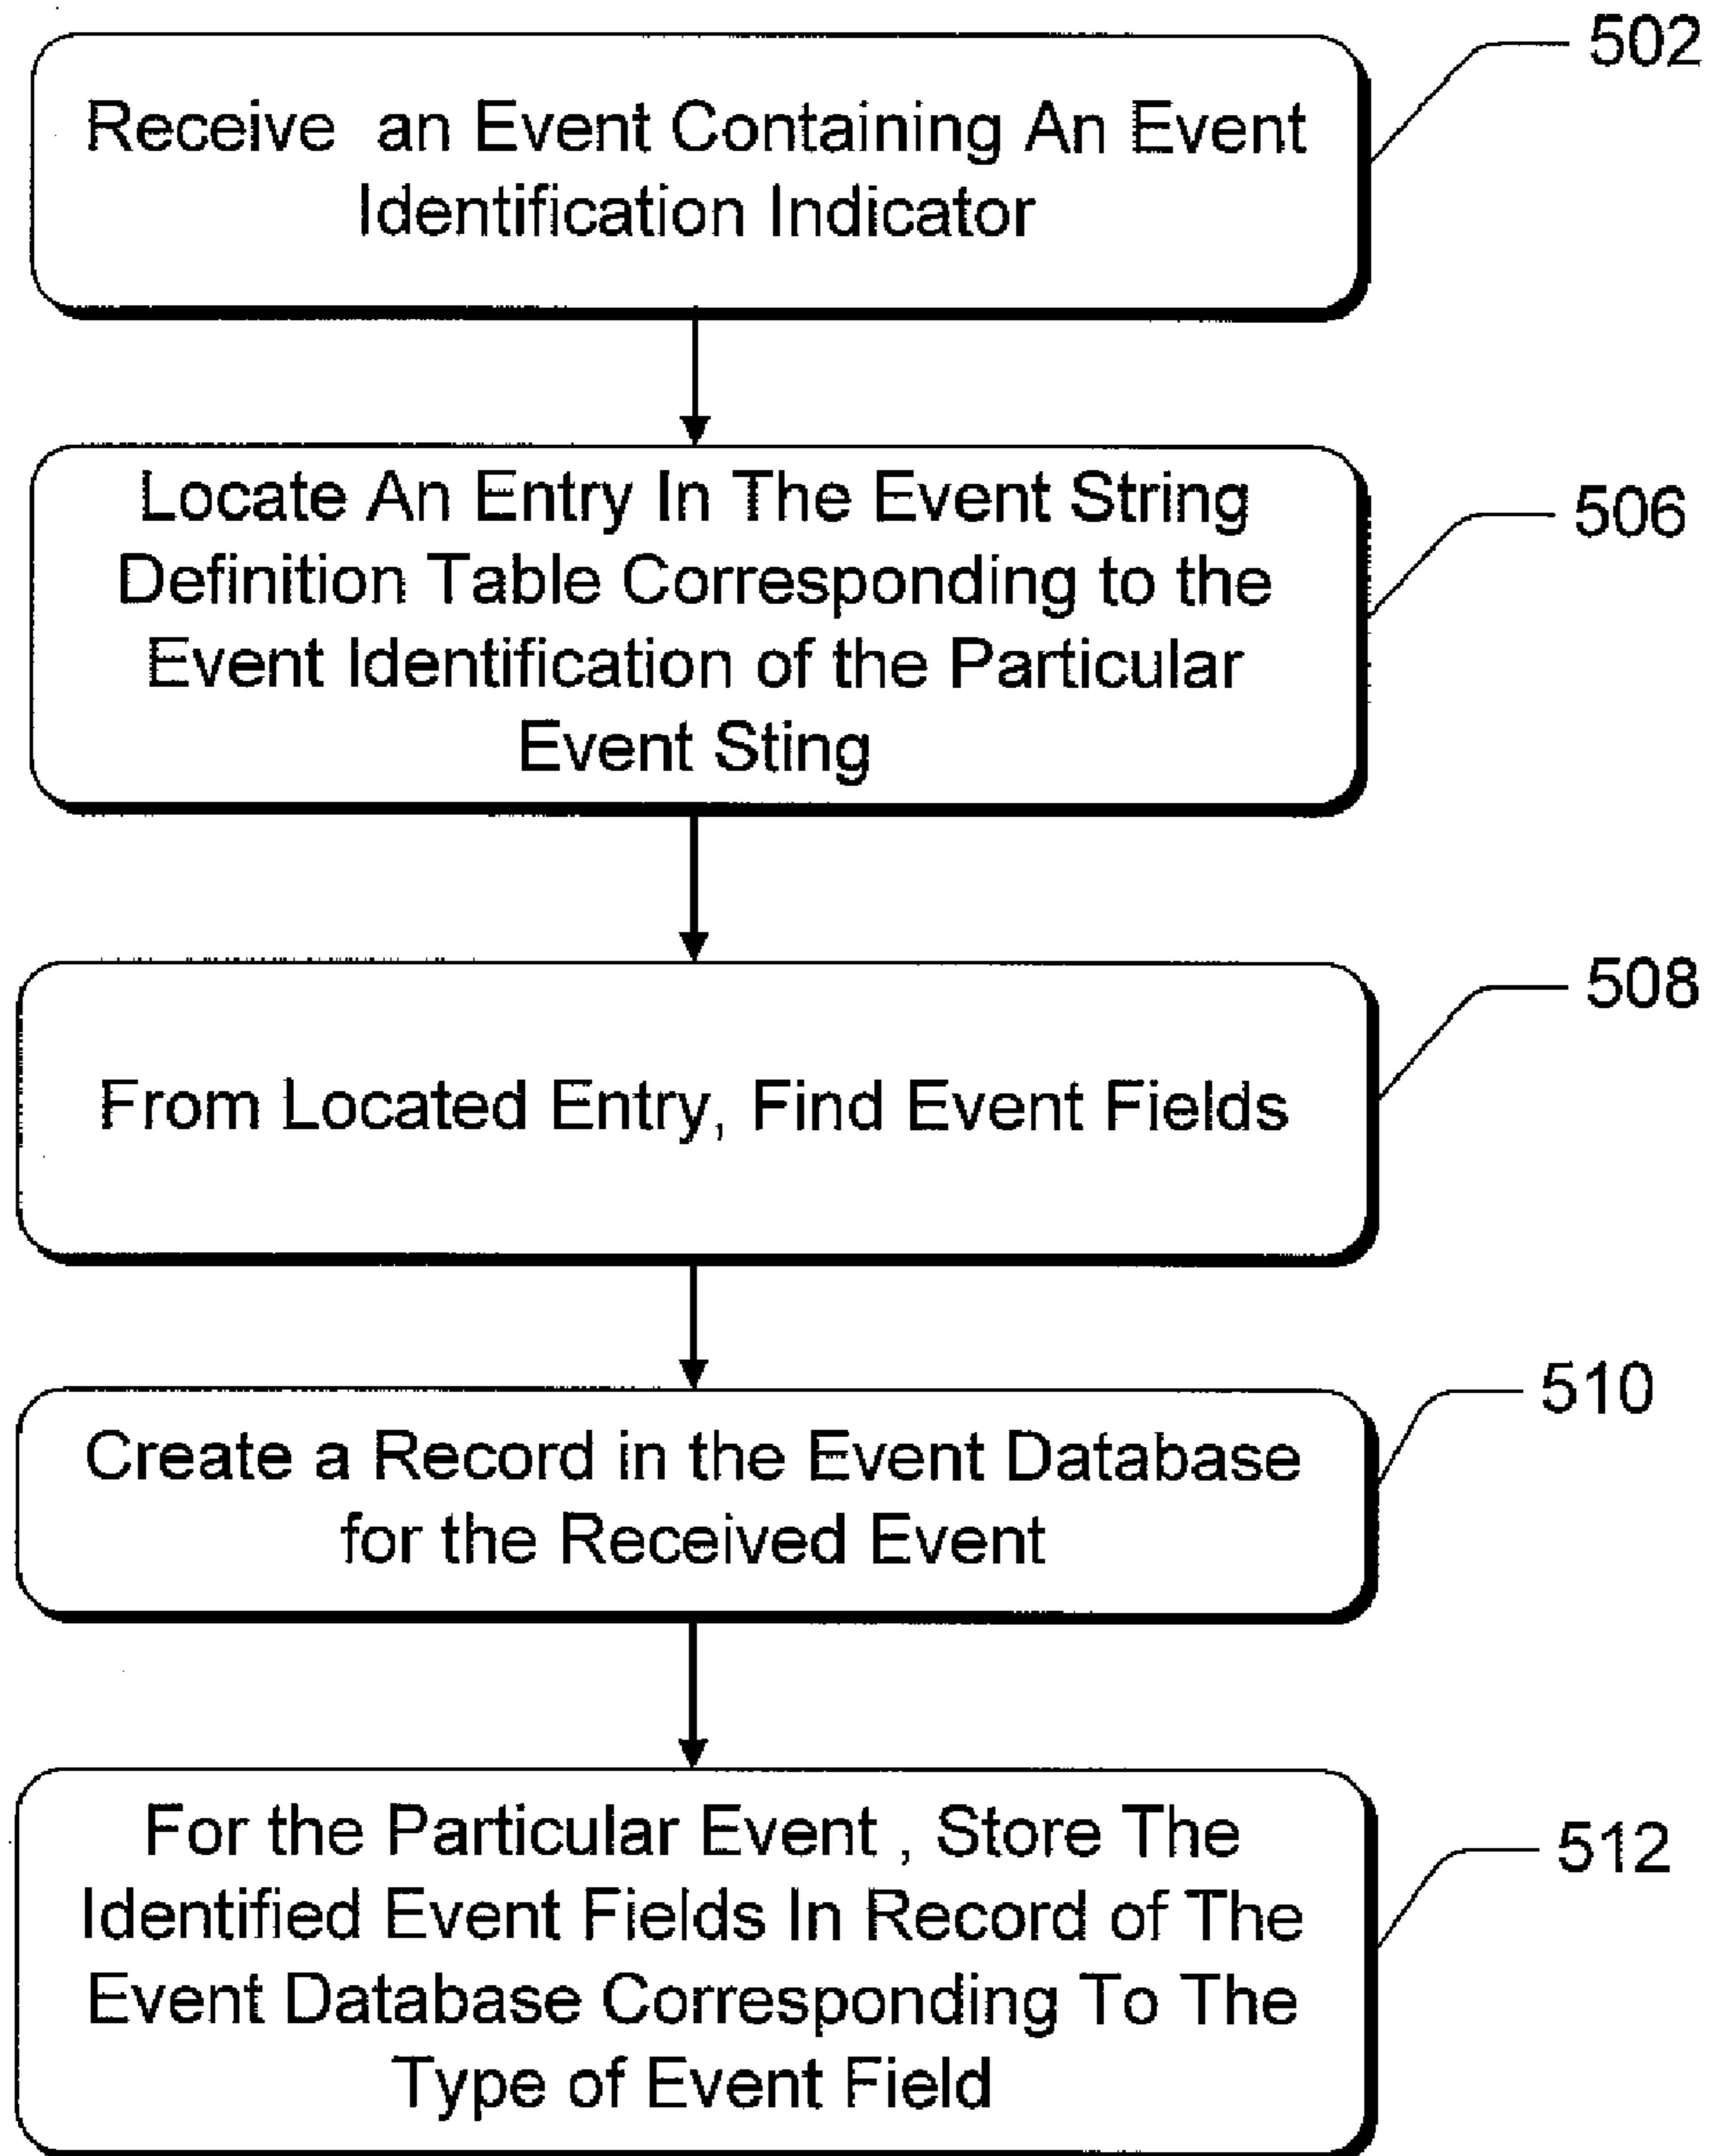 502
Receive an Event Containing An Event
Identification Indicator
506
Locate An Entry In The Event String
Definition Table Corresponding to the
Event Identification of the Particular
Event Sting
508
From Located Entry, Find Event Fields
510
Create a Record in the Event Database
for the Received Event
512
For the Particular Event , Store The
Identified Event Fields In Record of The
Event Database Corresponding To The
Type of Event Field